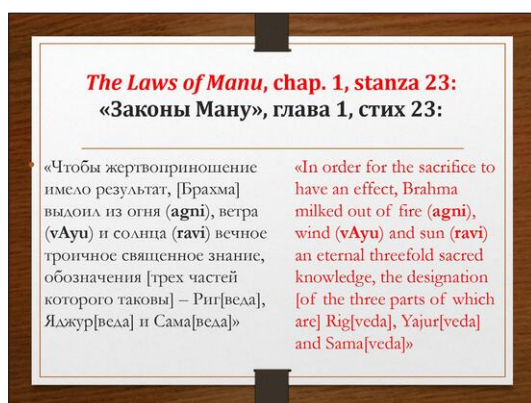 The Laws of Manu, chap. 1, stanza 23:
«Законы Ману», глава 1, стих 23:
«Чтобы жертвоприношение
имело результат, [Брахма]
выдоил из огня (agni), ветра
(vAyu) и солнца (ravi) вечное
троичное священное знание,
обозначения [трех частей
которого таковы] – Риг[веда],
Яджур[веда] и Сама[веда]»
«In order for the sacrifice to
have an effect, Brahma
milked out of fire (agni),
wind (vAyu) and sun (ravi)
an eternal threefold sacred
knowledge, the designation
[of the three parts of which
are] Rig[veda], Yajur[veda]
and Sama[veda]»